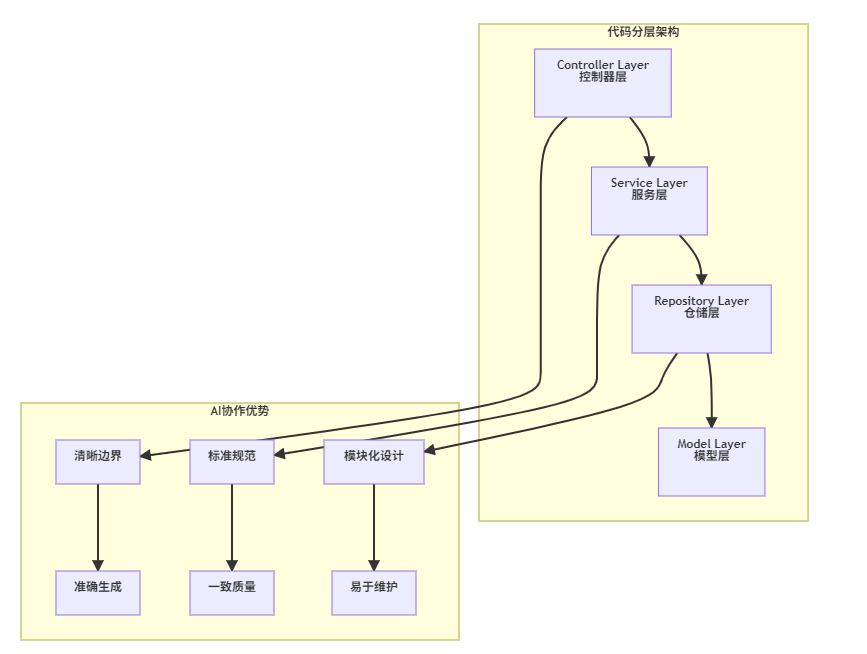 代码分层架构
Controller Layer
控制器层
Service Layer
服务层
Repository Layer
仓储层
Model Layer
模型层
AI协作优势
清晰边界
标准规范
模块化设计
准确生成
一致质量
易于维护